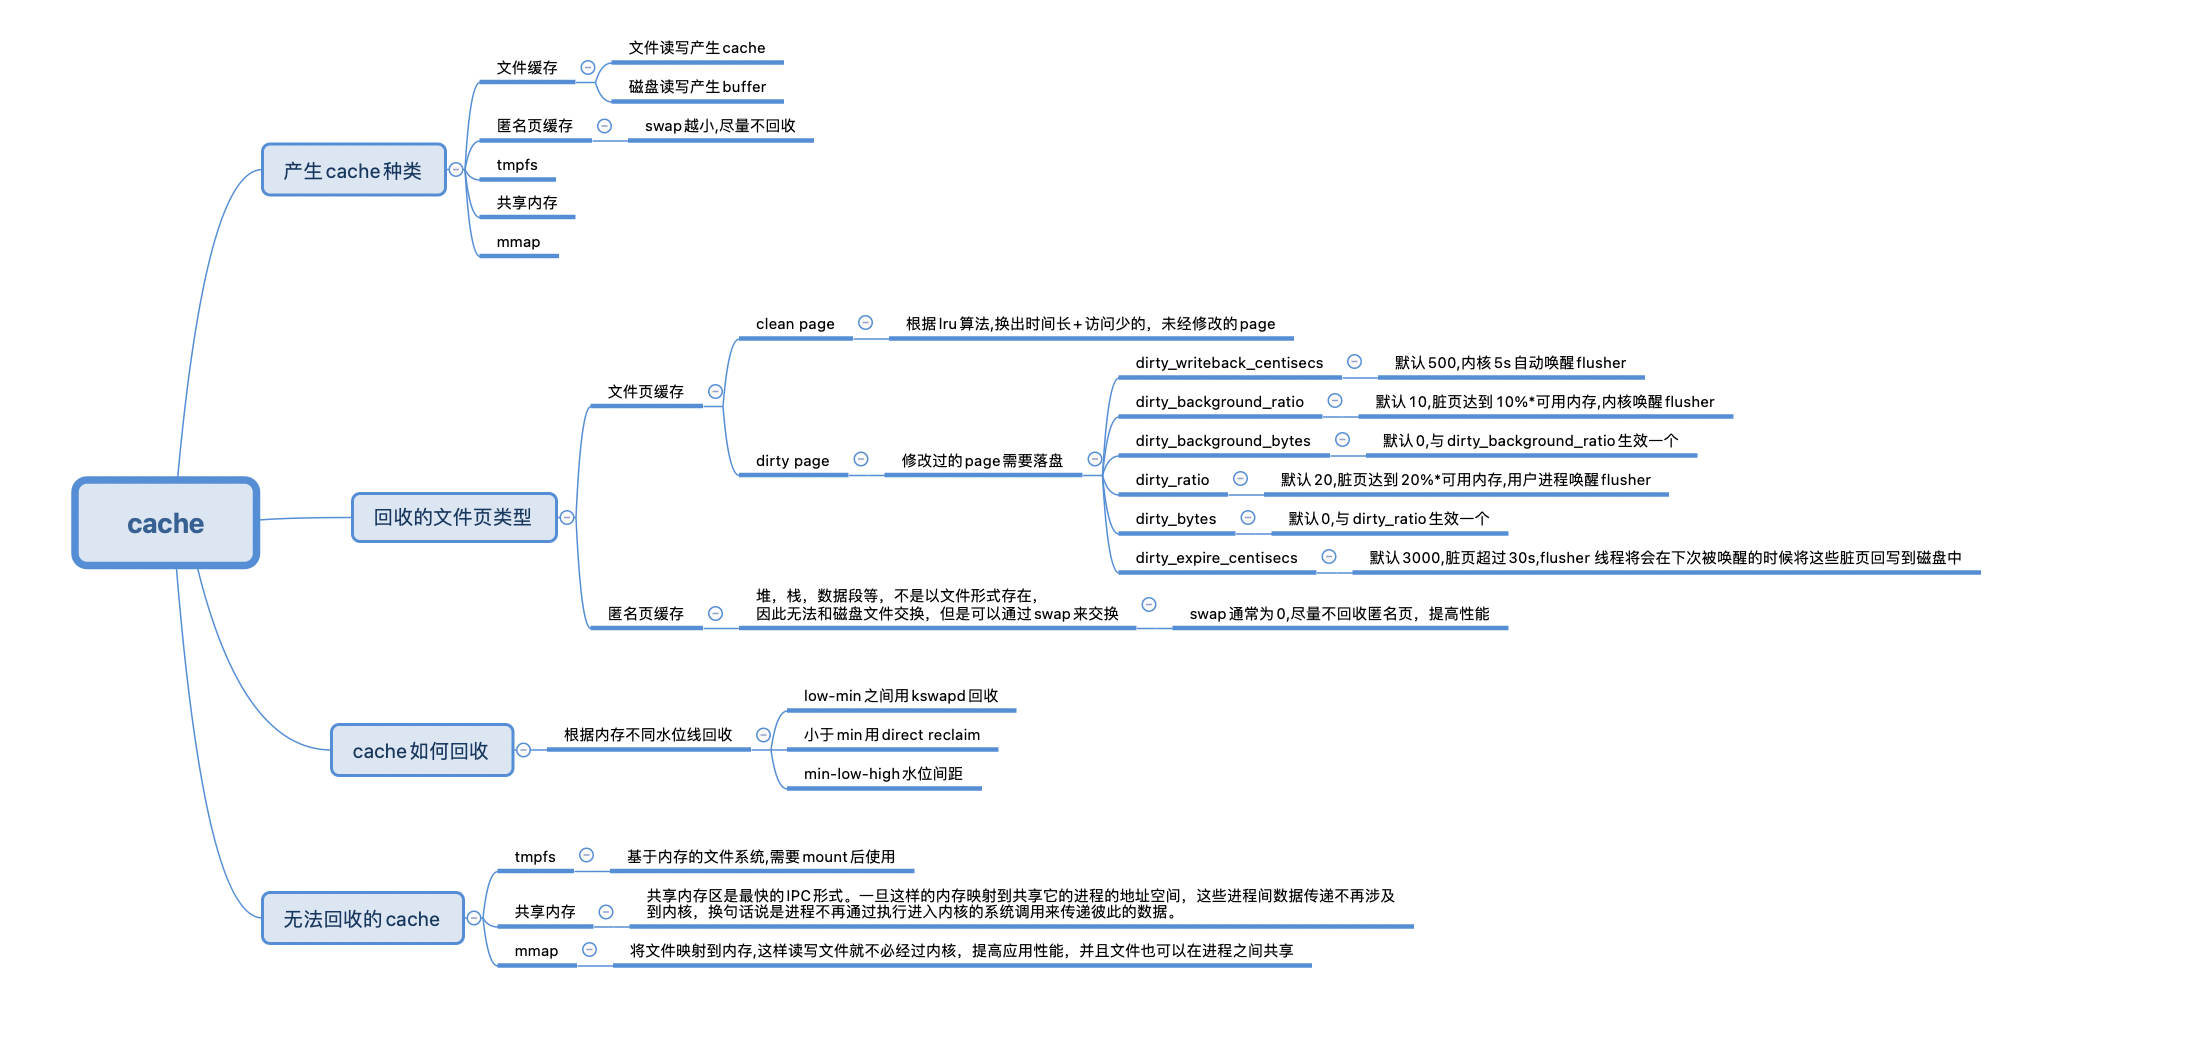 cache
产生cache种类
文件缓存
文件读写产生cache
磁盘读写产生buffer
匿名页缓存
swap越小,尽量不回收
tmpfs
共享内存
mmap
回收的文件页类型
文件页缓存
clean page
根据lru算法,换出时间长+访问少的，未经修改的page
dirty page
修改过的page需要落盘
dirty_writeback_centisecs
默认500,内核5s自动唤醒flusher
dirty_background_ratio
默认10,脏页达到10%*可用内存,内核唤醒flusher
dirty_background_bytes
默认0,与dirty_background_ratio生效一个
dirty_ratio
默认20,脏页达到20%*可用内存,用户进程唤醒flusher
dirty_bytes
默认0,与dirty_ratio生效一个
dirty_expire_centisecs
默认3000,脏页超过30s,flusher 线程将会在下次被唤醒的时候将这些脏页回写到磁盘中
匿名页缓存
堆，栈，数据段等，不是以文件形式存在，
因此无法和磁盘文件交换，但是可以通过swap来交换
swap通常为0,尽量不回收匿名页，提高性能
cache如何回收
根据内存不同水位线回收
low-min之间用kswapd回收
小于min用direct reclaim
min-low-high水位间距
无法回收的cache
tmpfs
基于内存的文件系统,需要mount后使用
共享内存
共享内存区是最快的IPC形式。一旦这样的内存映射到共享它的进程的地址空间，这些进程间数据传递不再涉及
到内核，换句话说是进程不再通过执行进入内核的系统调用来传递彼此的数据。
mmap
将文件映射到内存,这样读写文件就不必经过内核，提高应用性能，并且文件也可以在进程之间共享